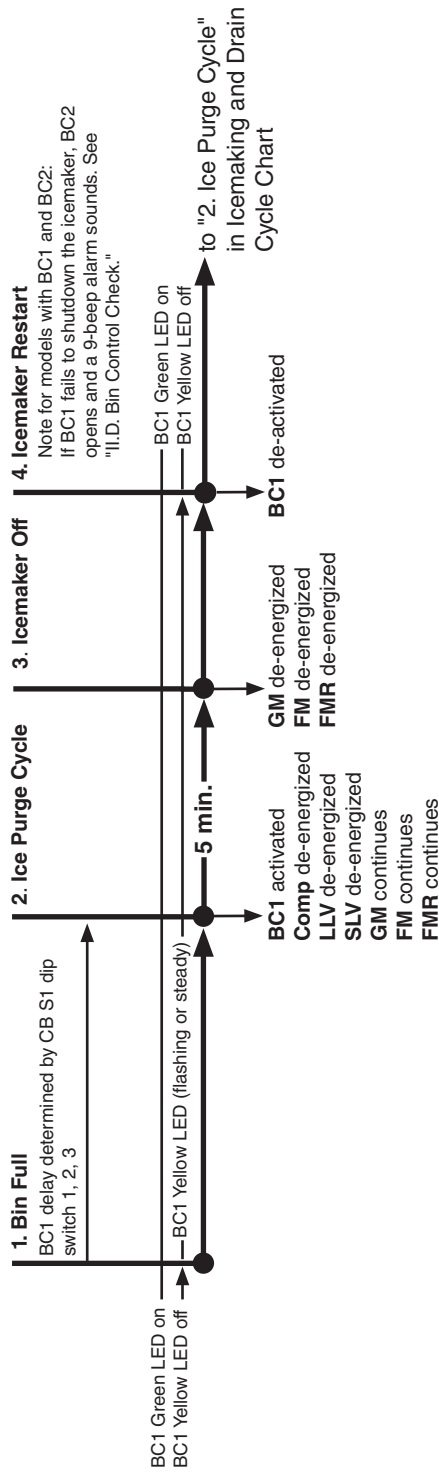 1. Bin Full
BC1 delay determined by CB S1 dip
switch 1, 2, 3
2. Ice Purge Cycle
3. Icemaker Off
4. Icemaker Restart
Note for models with BC1 and BC2:
If BC1 fails to shutdown the icemaker, BC2
opens and a 9-beep alarm sounds. See
"II.D. Bin Control Check."
BC1 Green LED on
BC1 Yellow LED off
BC1 Yellow LED (flashing or steady)
BC1 Green LED on
BC1 Yellow LED off
5 min.
to "2. Ice Purge Cycle"
in Icemaking and Drain
Cycle Chart
BC1 activated
Comp de-energized
LLV de-energized
SLV de-energized
GM continues
FM continues
FMR continues
GM de-energized
FM de-energized
FMR de-energized
BC1 de-activated